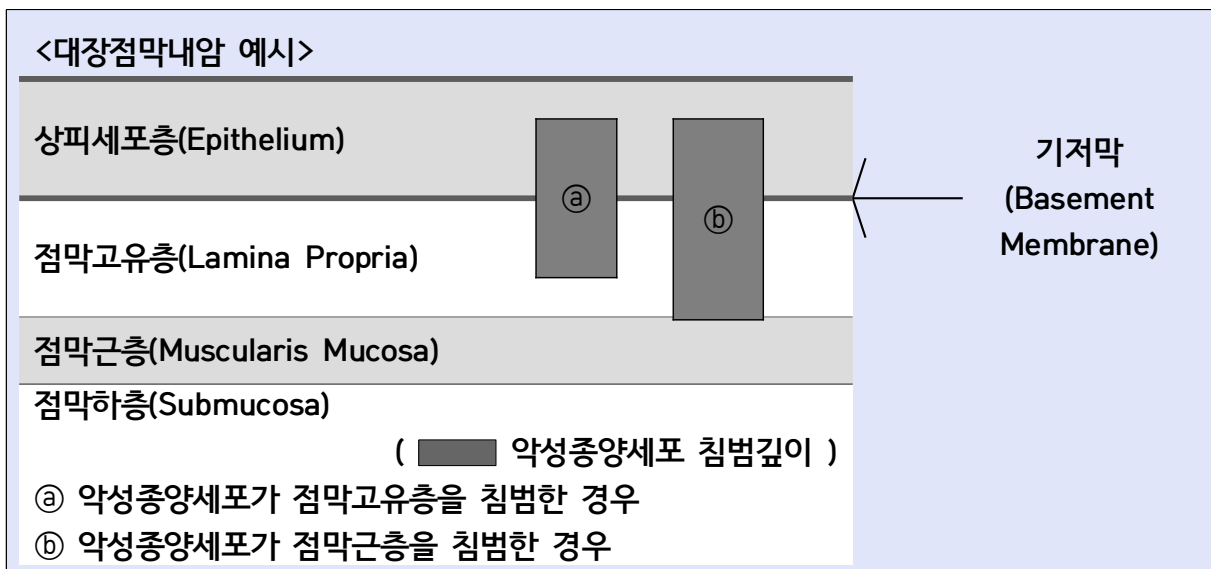 <대장점막내암 예시>
상피세포층(Epithelium)
기저막
(Basement
Membrane)
ⓐ
ⓑ
점막고유층(Lamina Propria)
점막근층(Muscularis Mucosa)
점막하층(Submucosa)
( 악성종양세포 침범깊이 )
ⓐ 악성종양세포가 점막고유층을 침범한 경우
ⓑ 악성종양세포가 점막근층을 침범한 경우